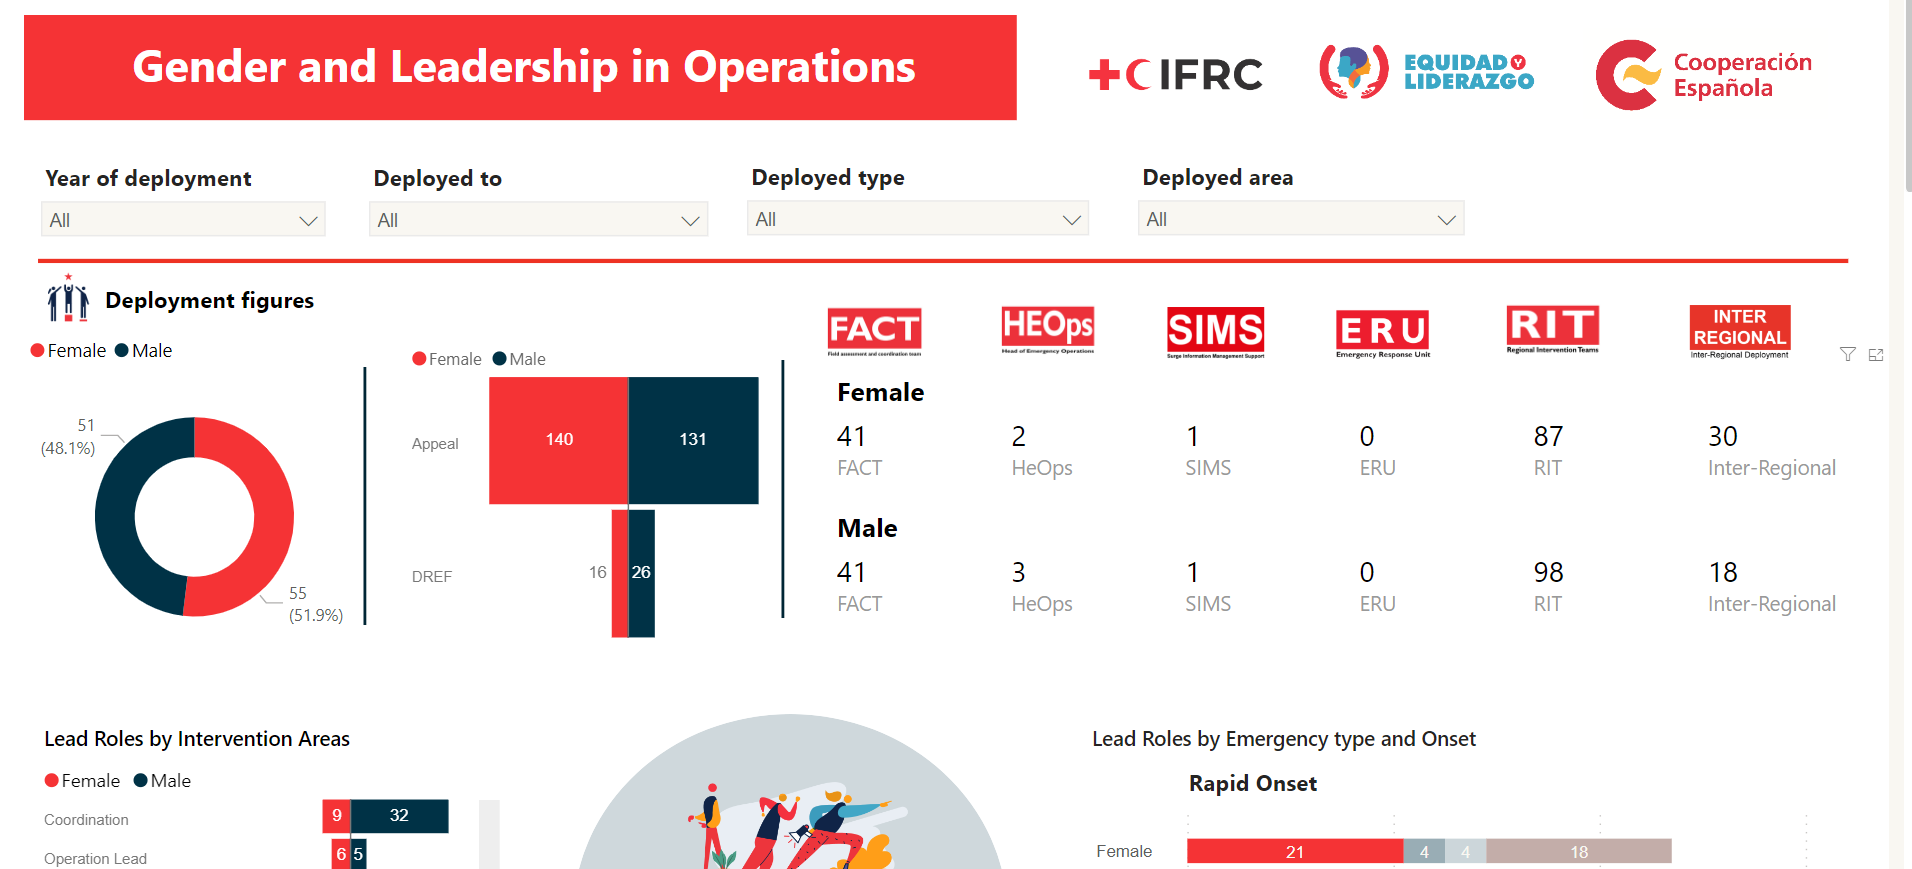 Gender and Leadership in Operations
IFRC
EQUIDAD Y
LIDERAZGO
Cooperación
Española
Year of deployment
Deployed to
Deployed type
Deployed area
All
All
All
All
Deployment figures
Female Male
51
(48.1%)
55
(51.9%)
Female Male
Appeal
140
131
DREF
16
26
FACT
Field assessment and coordination team
HEOps
Head of Emergency Operations
SIMS
Surge Information Management Support
ERU
Emergency Response Unit
RIT
Regional Intervention Teams
INTER
REGIONAL
Inter-Regional Deployment
Female
41
2
1
0
87
30
FACT
HeOps
SIMS
ERU
RIT
Inter-Regional
Male
41
3
1
0
98
18
FACT
HeOps
SIMS
ERU
RIT
Inter-Regional
Lead Roles by Intervention Areas
Female Male
Coordination
9
32
Operation Lead
6
5
Lead Roles by Emergency type and Onset
Rapid Onset
Female
21
4
4
18